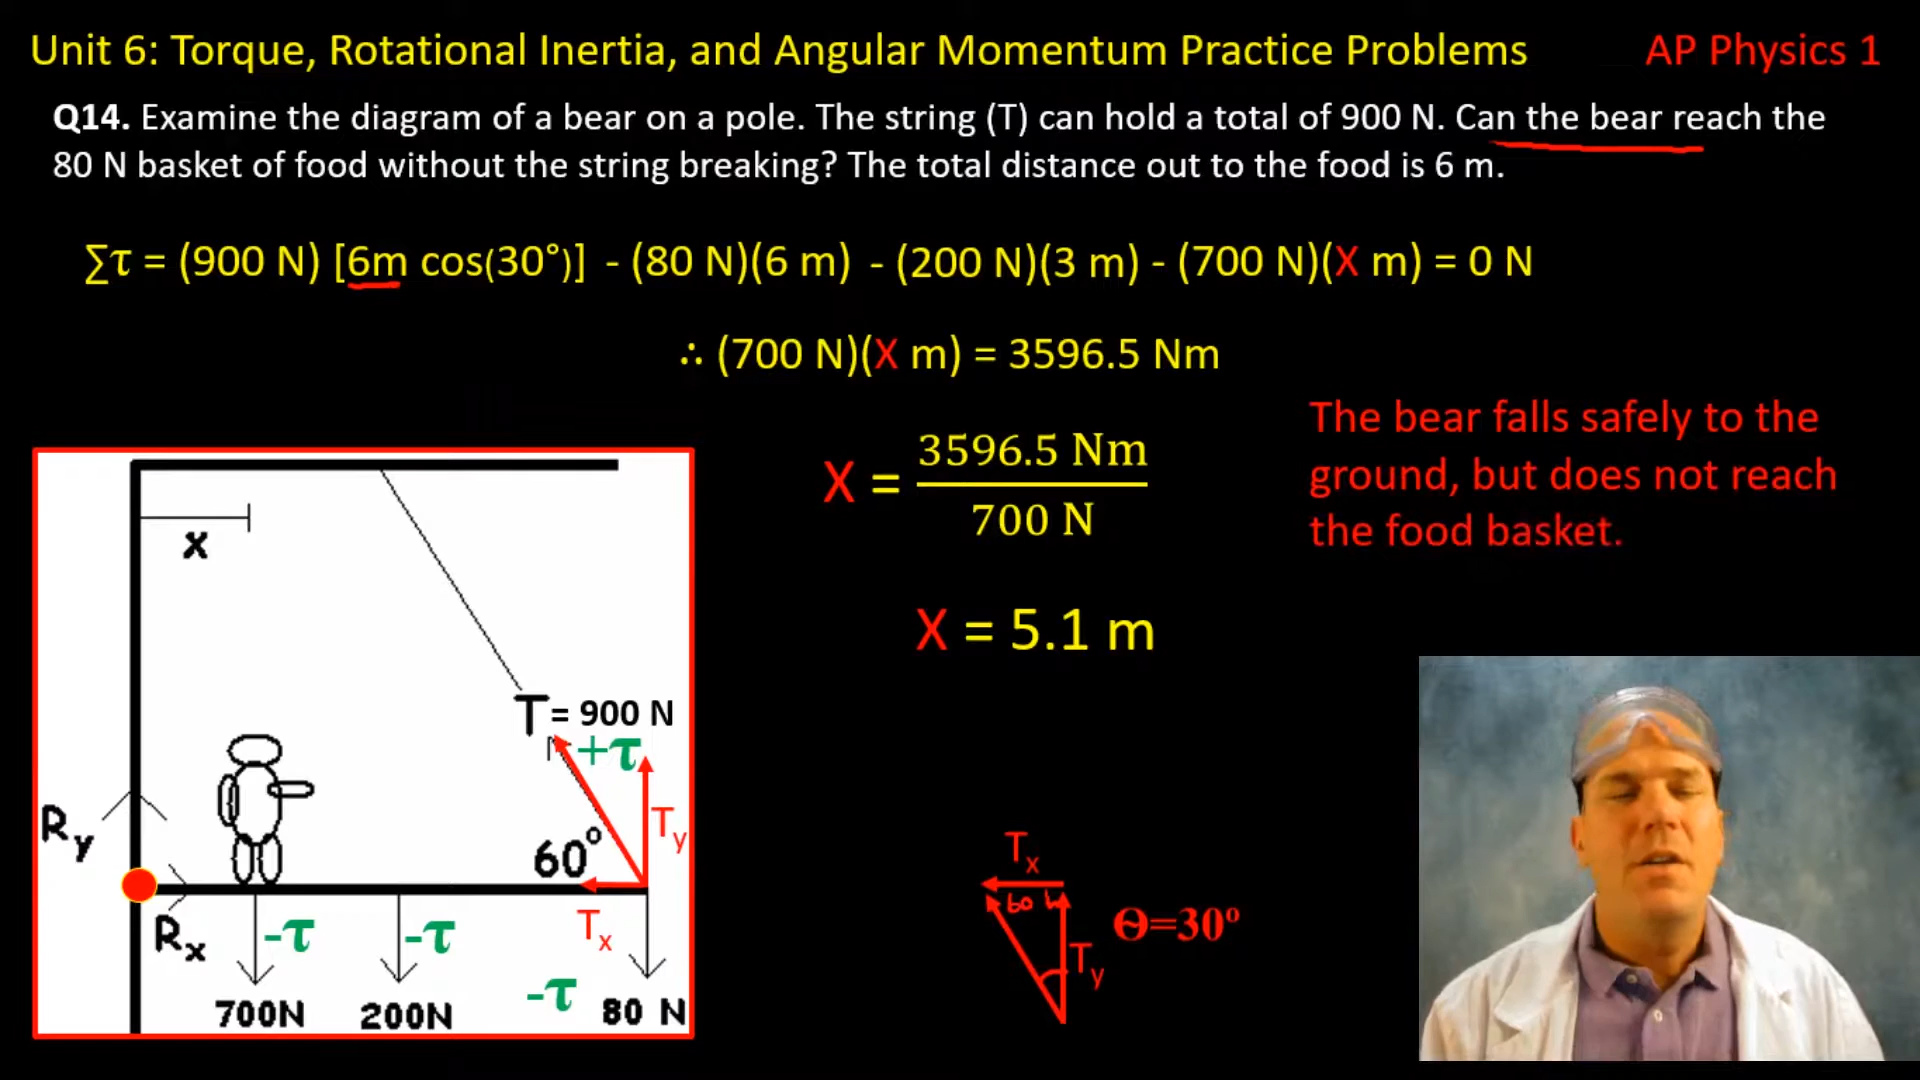 Unit 6: Torque, Rotational Inertia, and Angular Momentum Practice Problems AP Physics 1
Q14. Examine the diagram of a bear on a pole. The string (T) can hold a total of 900 N. Can the bear reach the
80 N basket of food without the string breaking? The total distance out to the food is 6 m.
∑τ = (900 N) [6m cos(30°)] - (80 N)(6 m) - (200 N)(3 m) - (700 N)(X m) = 0 N
∴ (700 N)(X m) = 3596.5 Nm
X = 3596.5 Nm / 700 N
X = 5.1 m
The bear falls safely to the
ground, but does not reach
the food basket.
x
T = 900 N
+τ
Ty
Ry
60°
Rx
-τ
-τ
Tx
-τ
700N
200N
80 N
Tx
60
Θ=30º
Ty